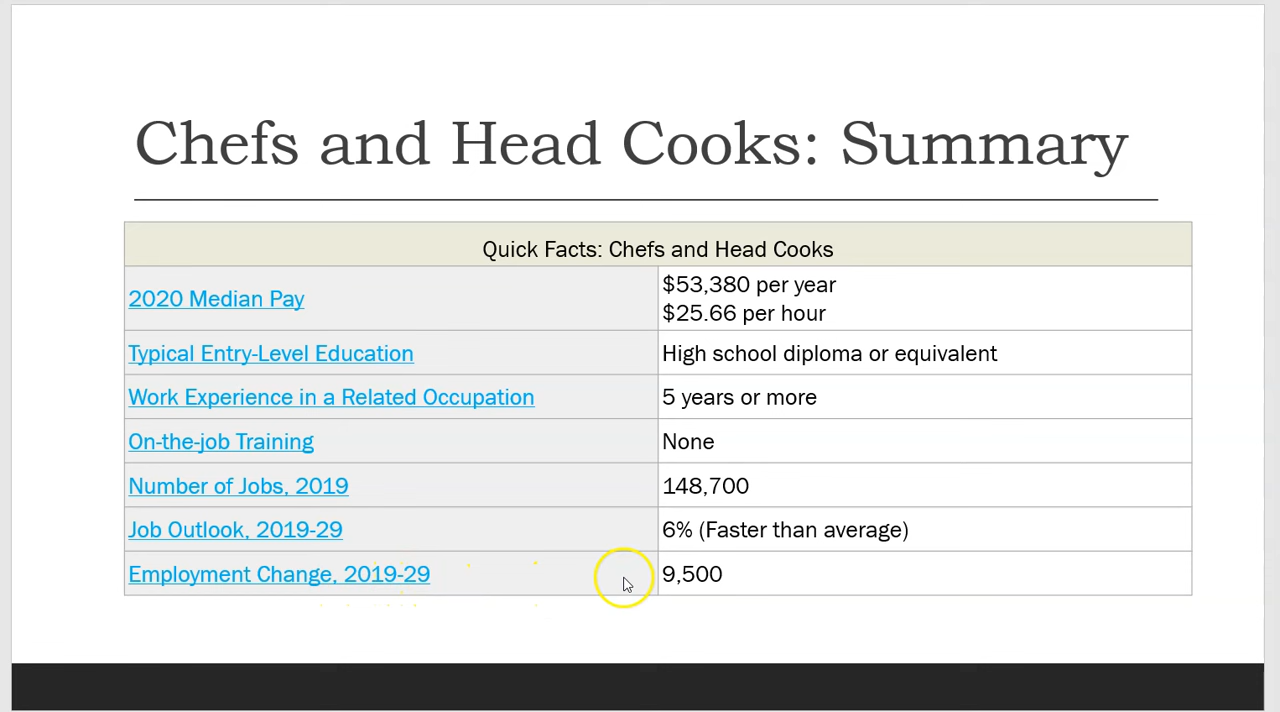 Chefs and Head Cooks: Summary
Quick Facts: Chefs and Head Cooks
2020 Median Pay
$53,380 per year
$25.66 per hour
Typical Entry-Level Education
High school diploma or equivalent
Work Experience in a Related Occupation
5 years or more
On-the-job Training
None
Number of Jobs, 2019
148,700
Job Outlook, 2019-29
6% (Faster than average)
Employment Change, 2019-29
9,500